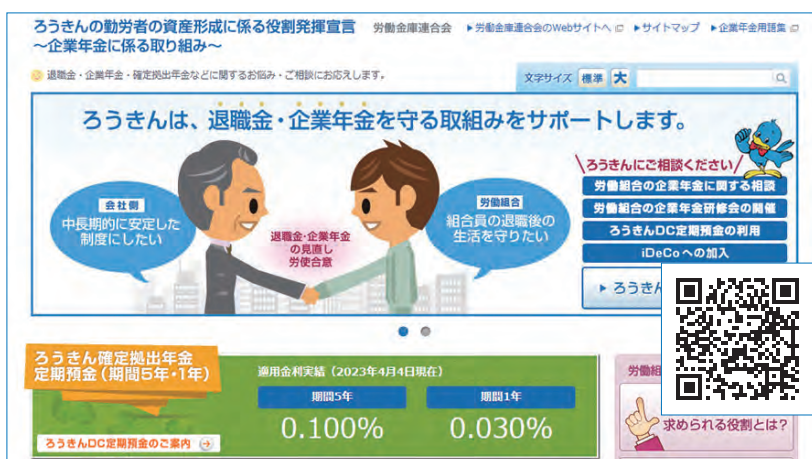 ろうきんの勤労者の資産形成に係る役割発揮宣言
～企業年金に係る取り組み～
労働金庫連合会
▶労働金庫連合会のWebサイトへ
▶サイトマップ
▶企業年金用語集
退職金・企業年金・確定拠出年金などに関するお悩み・ご相談にお応えします。
文字サイズ 標準 大
ろうきんは、退職金・企業年金を守る取組みをサポートします。
会社側
中長期的に安定した
制度にしたい
退職金・企業年金
の見直し
労使合意
労働組合
組合員の退職後の
生活を守りたい
\ろうきんにご相談ください/
労働組合の企業年金に関する相談
労働組合の企業年金研修会の開催
ろうきんDC定期預金の利用
iDeCoへの加入
▶ ろうきん
ろうきん確定拠出年金
定期預金（期間5年・1年）
ろうきんDC定期預金のご案内
適用金利実績（2023年4月4日現在）
期間5年
期間1年
0.100%
0.030%
労働組
求められる役割とは？